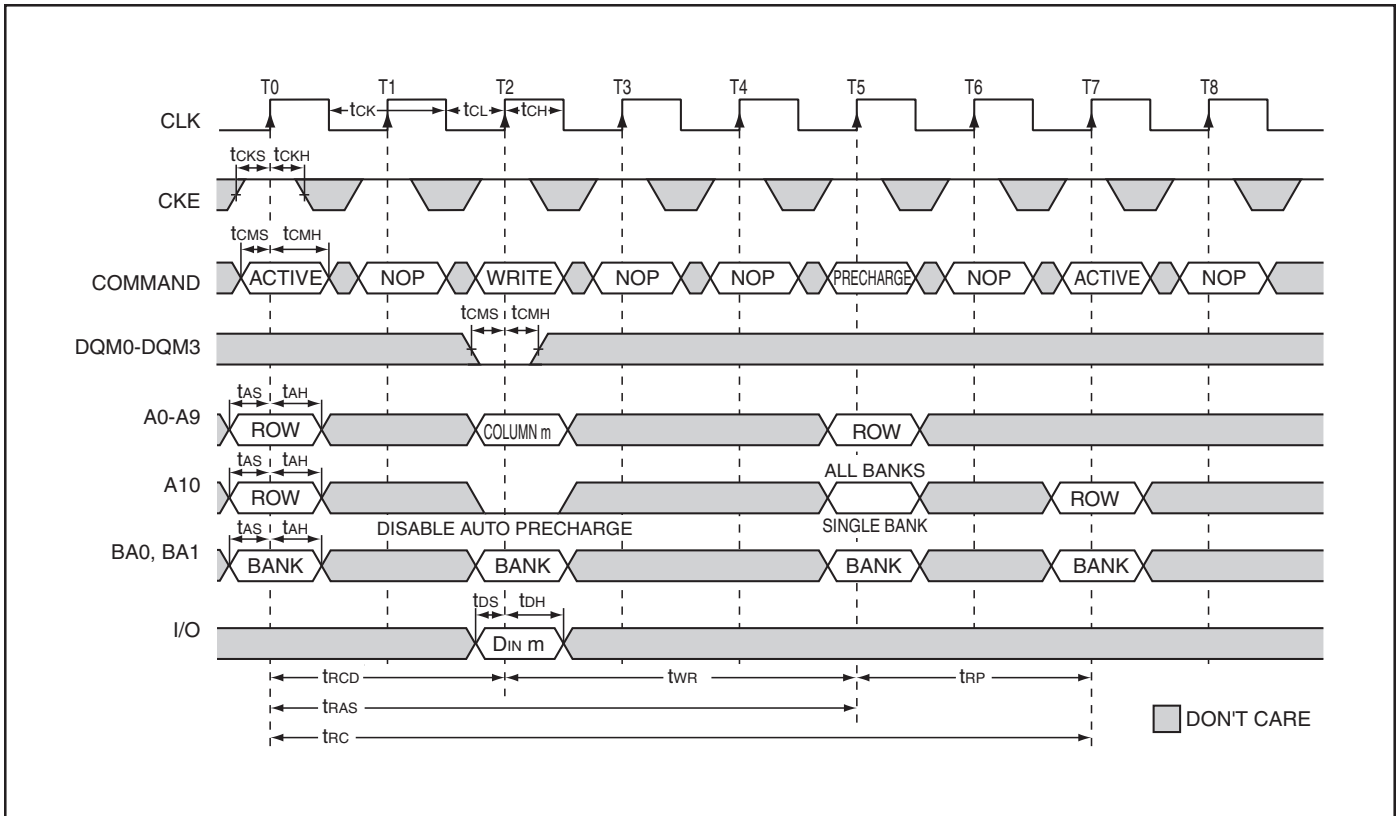 T0 T1 T2 T3 T4 T5 T6 T7 T8
CLK tCK tCL tCH
tCKS tCKH
CKE
tCMS tCMH
COMMAND ACTIVE NOP WRITE NOP NOP PRECHARGE NOP ACTIVE NOP
tCMS tCMH
DQM0-DQM3
tAS tAH
A0-A9 ROW COLUMN m ROW
tAS tAH ALL BANKS
A10 ROW ROW
tAS tAH DISABLE AUTO PRECHARGE SINGLE BANK
BA0, BA1 BANK BANK BANK BANK
tDS tDH
I/O DIN m
tRCD tWR tRP
tRAS
DON'T CARE
tRC